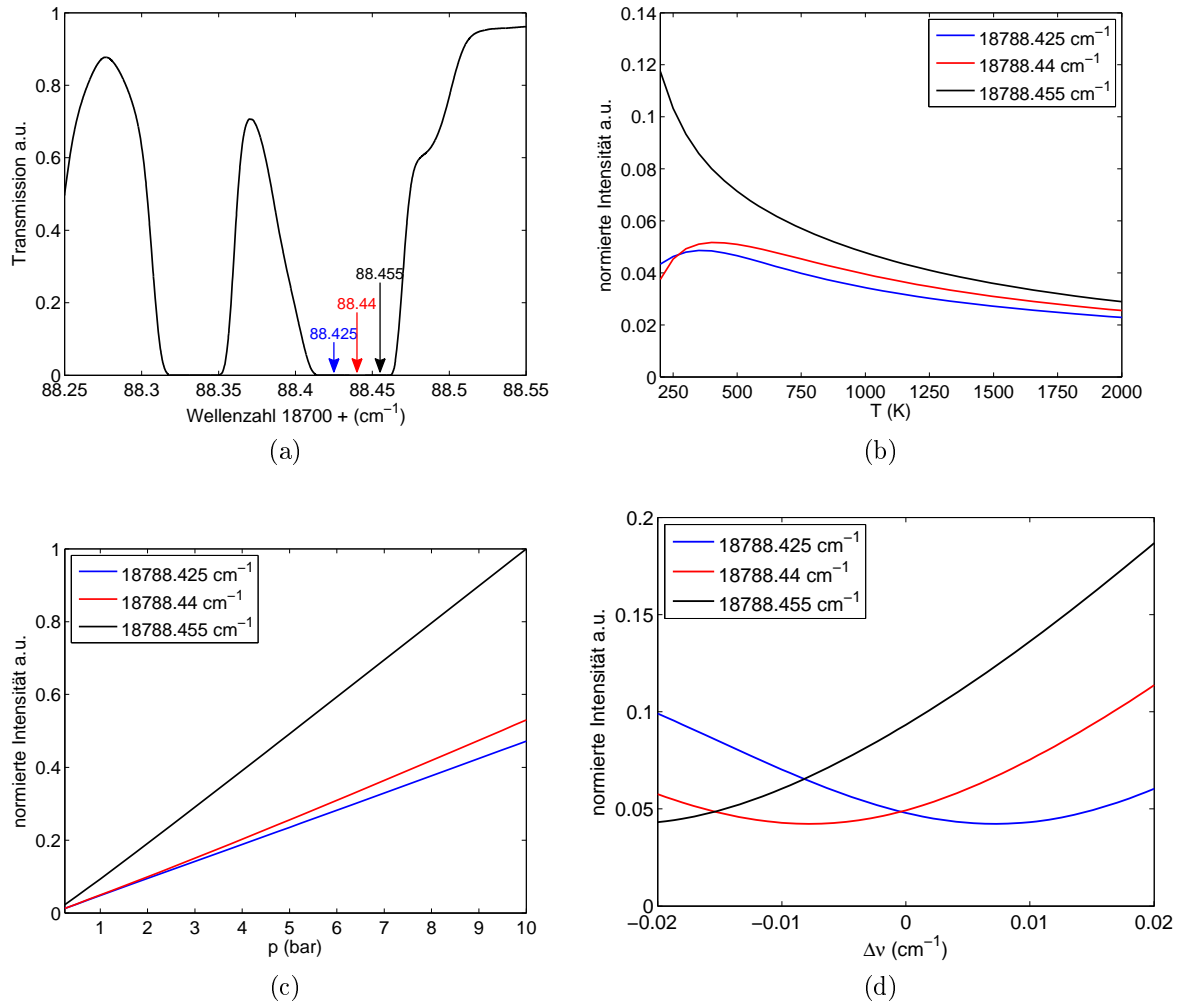 1
0.8
0.6
0.4
0.2
0
Transmission a.u.
88.455
88.44
88.425
88.25
88.3
88.35
88.4
88.45
88.5
88.55
Wellenzahl 18700 + (cm⁻¹)
(a)
0.14
0.12
0.1
0.08
0.06
0.04
0.02
0
normierte Intensität a.u.
18788.425 cm⁻¹
18788.44 cm⁻¹
18788.455 cm⁻¹
250
500
750
1000
1250
1500
1750
2000
T (K)
(b)
1
0.8
0.6
0.4
0.2
0
normierte Intensität a.u.
18788.425 cm⁻¹
18788.44 cm⁻¹
18788.455 cm⁻¹
1
2
3
4
5
6
7
8
9
10
p (bar)
(c)
0.2
0.15
0.1
0.05
0
normierte Intensität a.u.
18788.425 cm⁻¹
18788.44 cm⁻¹
18788.455 cm⁻¹
−0.02
−0.01
0
0.01
0.02
Δν (cm⁻¹)
(d)